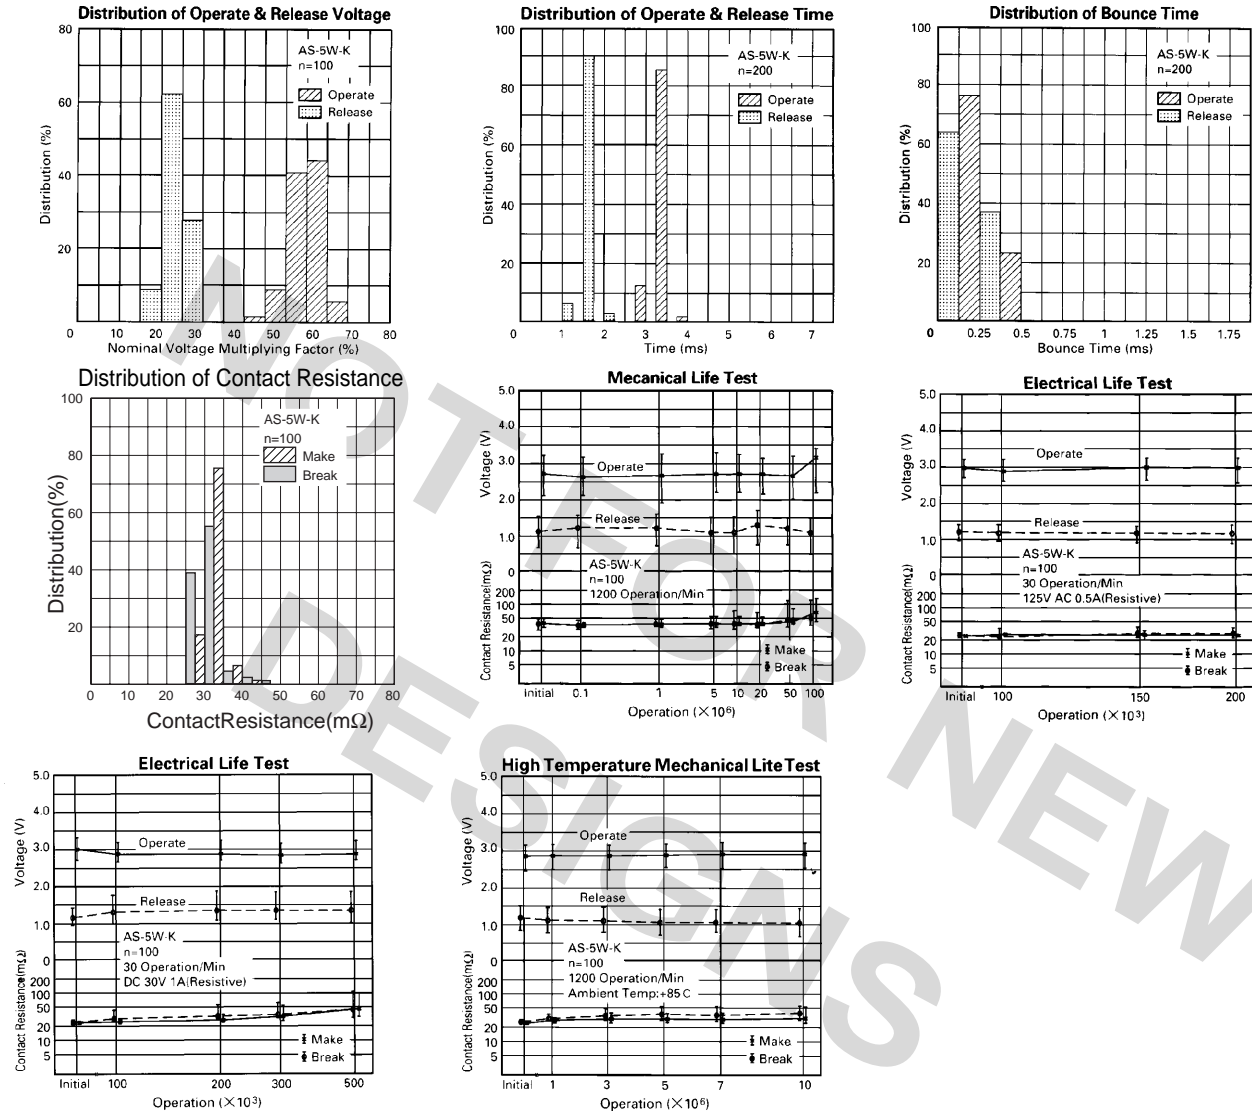 Distribution of Operate & Release Voltage
80
60
40
20
Distribution (%)
AS-5W-K
n=100
Operate
Release
0 10 20 30 40 50 60 70 80
Nominal Voltage Multiplying Factor (%)
Distribution of Operate & Release Time
100
80
60
40
20
Distribution (%)
AS-5W-K
n=200
Operate
Release
0 1 2 3 4 5 6 7
Time (ms)
Distribution of Bounce Time
100
80
60
40
20
Distribution (%)
AS-5W-K
n=200
Operate
Release
0 0.25 0.5 1 1.25 1.5 1.75
Bounce Time (ms)
Distribution of Contact Resistance
100
80
60
40
20
Distribution(%)
AS-5W-K
n=100
Make
Break
0 10 20 30 40 50 60 70 80
ContactResistance(mΩ)
Mecanical Life Test
5.0
4.0
3.0
2.0
1.0
0
Voltage (V)
Operate
Release
AS-5W-K
n=100
1200 Operation/Min
200
100
50
20
10
5
Contact Resistance(mΩ)
Make
Break
Initial 0.1 1 5 10 20 50 100
Operation (×10⁶)
Electrical Life Test
5.0
4.0
3.0
2.0
1.0
0
Voltage (V)
Operate
Release
AS-5W-K
n=100
30 Operation/Min
125V AC 0.5A(Resistive)
200
100
50
20
10
5
Contact Resistance(mΩ)
Make
Break
Initial 100 150 200
Operation (×10³)
Electrical Life Test
5.0
4.0
3.0
2.0
1.0
0
Voltage (V)
Operate
Release
AS-5W-K
n=100
30 Operation/Min
DC 30V 1A(Resistive)
200
100
50
20
10
5
Contact Resistance(mΩ)
Make
Break
Initial 100 200 300 500
Operation (×10³)
High Temperature Mechanical Lite Test
5.0
4.0
3.0
2.0
1.0
0
Voltage (V)
Operate
Release
AS-5W-K
n=100
1200 Operation/Min
Ambient Temp:+85C
200
100
50
20
10
5
Contact Resistance(mΩ)
Make
Break
Initial 1 3 5 7 10
Operation (×10⁶)
NOT FOR NEW
DESIGNS